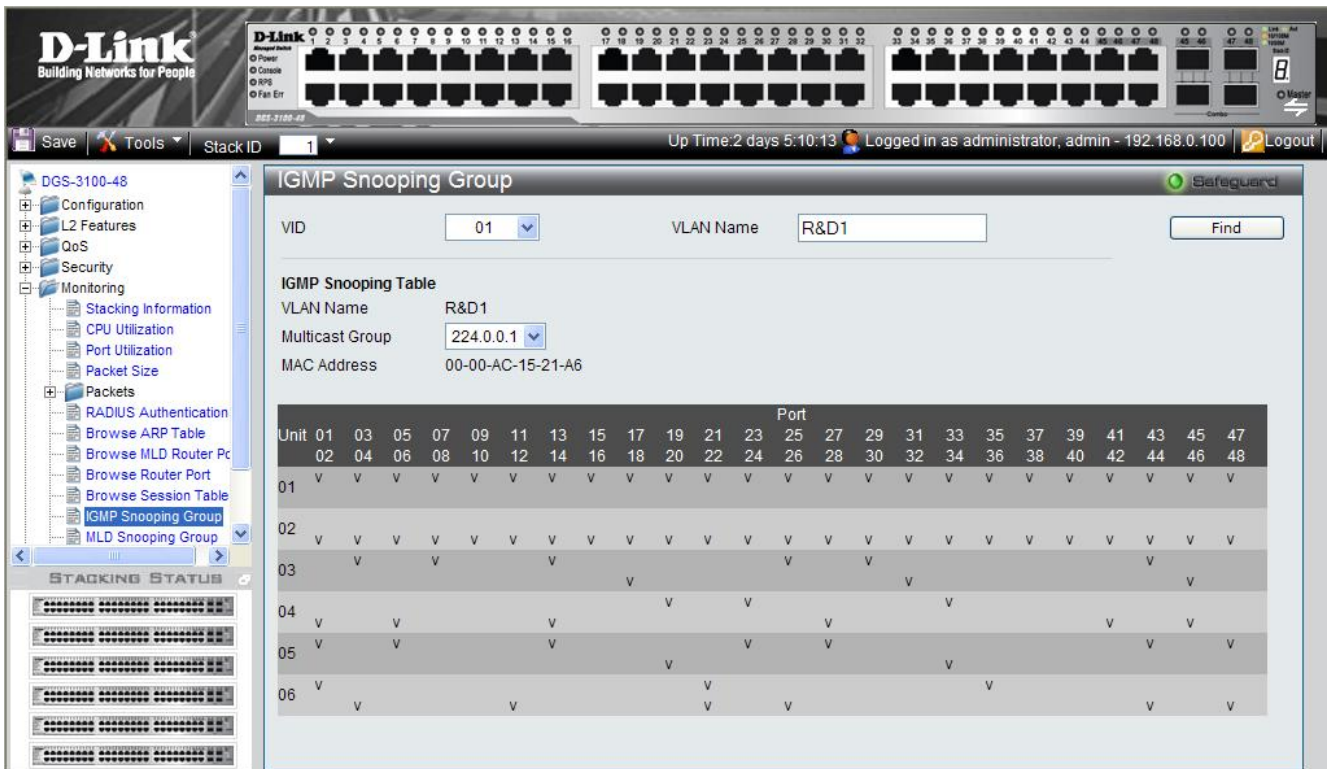 D-Link
Building Networks for People
D-Link
Managed Switch
Power
Console
RPS
Fan Err
DGS-3100-48
1 2 3 4 5 6 7 8 9 10 11 12 13 14 15 16
17 18 19 20 21 22 23 24 25 26 27 28 29 30 31 32
33 34 35 36 37 38 39 40 41 42 43 44 45 46 47 48
45 46 47 48
Combo
8.
Master
Save Tools Stack ID 1 Up Time:2 days 5:10:13 Logged in as administrator, admin - 192.168.0.100 Logout
DGS-3100-48
Configuration
L2 Features
QoS
Security
Monitoring
Stacking Information
CPU Utilization
Port Utilization
Packet Size
Packets
RADIUS Authentication
Browse ARP Table
Browse MLD Router Po
Browse Router Port
Browse Session Table
IGMP Snooping Group
MLD Snooping Group
STACKING STATUS
IGMP Snooping Group Safeguard
VID 01 VLAN Name R&D1 Find
IGMP Snooping Table
VLAN Name R&D1
Multicast Group 224.0.0.1
MAC Address 00-00-AC-15-21-A6
Port
Unit 01 03 05 07 09 11 13 15 17 19 21 23 25 27 29 31 33 35 37 39 41 43 45 47
02 04 06 08 10 12 14 16 18 20 22 24 26 28 30 32 34 36 38 40 42 44 46 48
01 V V V V V V V V V V V V V V V V V V V V V V V V
02 V V V V V V V V V V V V V V V V V V V V V V V V
V V V V V V
03
V V V
V V V
04
V V V V V V
V V V V V V V
05
V V
V V V
06
V V V V V V